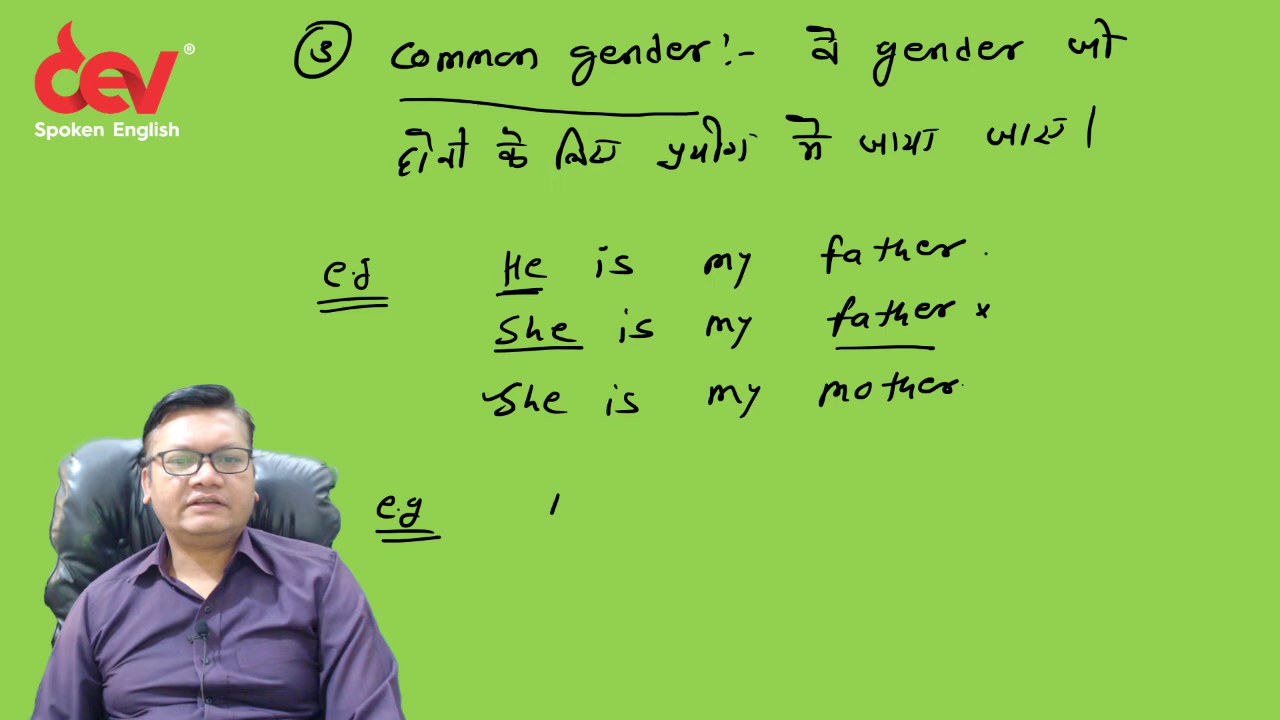 dev®
Spoken English
③ Common gender:- वे gender जो
दोनों के लिए प्रयोग में लाया जाए।
e.g He is my father.
She is my father ×
She is my mother.
e.g